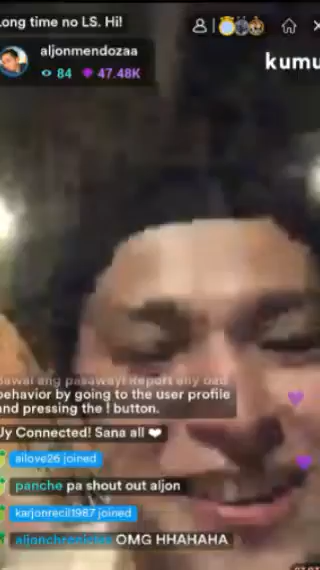 Long time no LS. Hi!
aljonmendozaa
84 47.48K
kumu
Bawal ang pasaway! Report any bad
behavior by going to the user profile
and pressing the ! button.
Uy Connected! Sana all ❤
ailove26 joined
panche pa shout out aljon
karjonrecil1987 joined
aljonchronicles OMG HHAHAHA